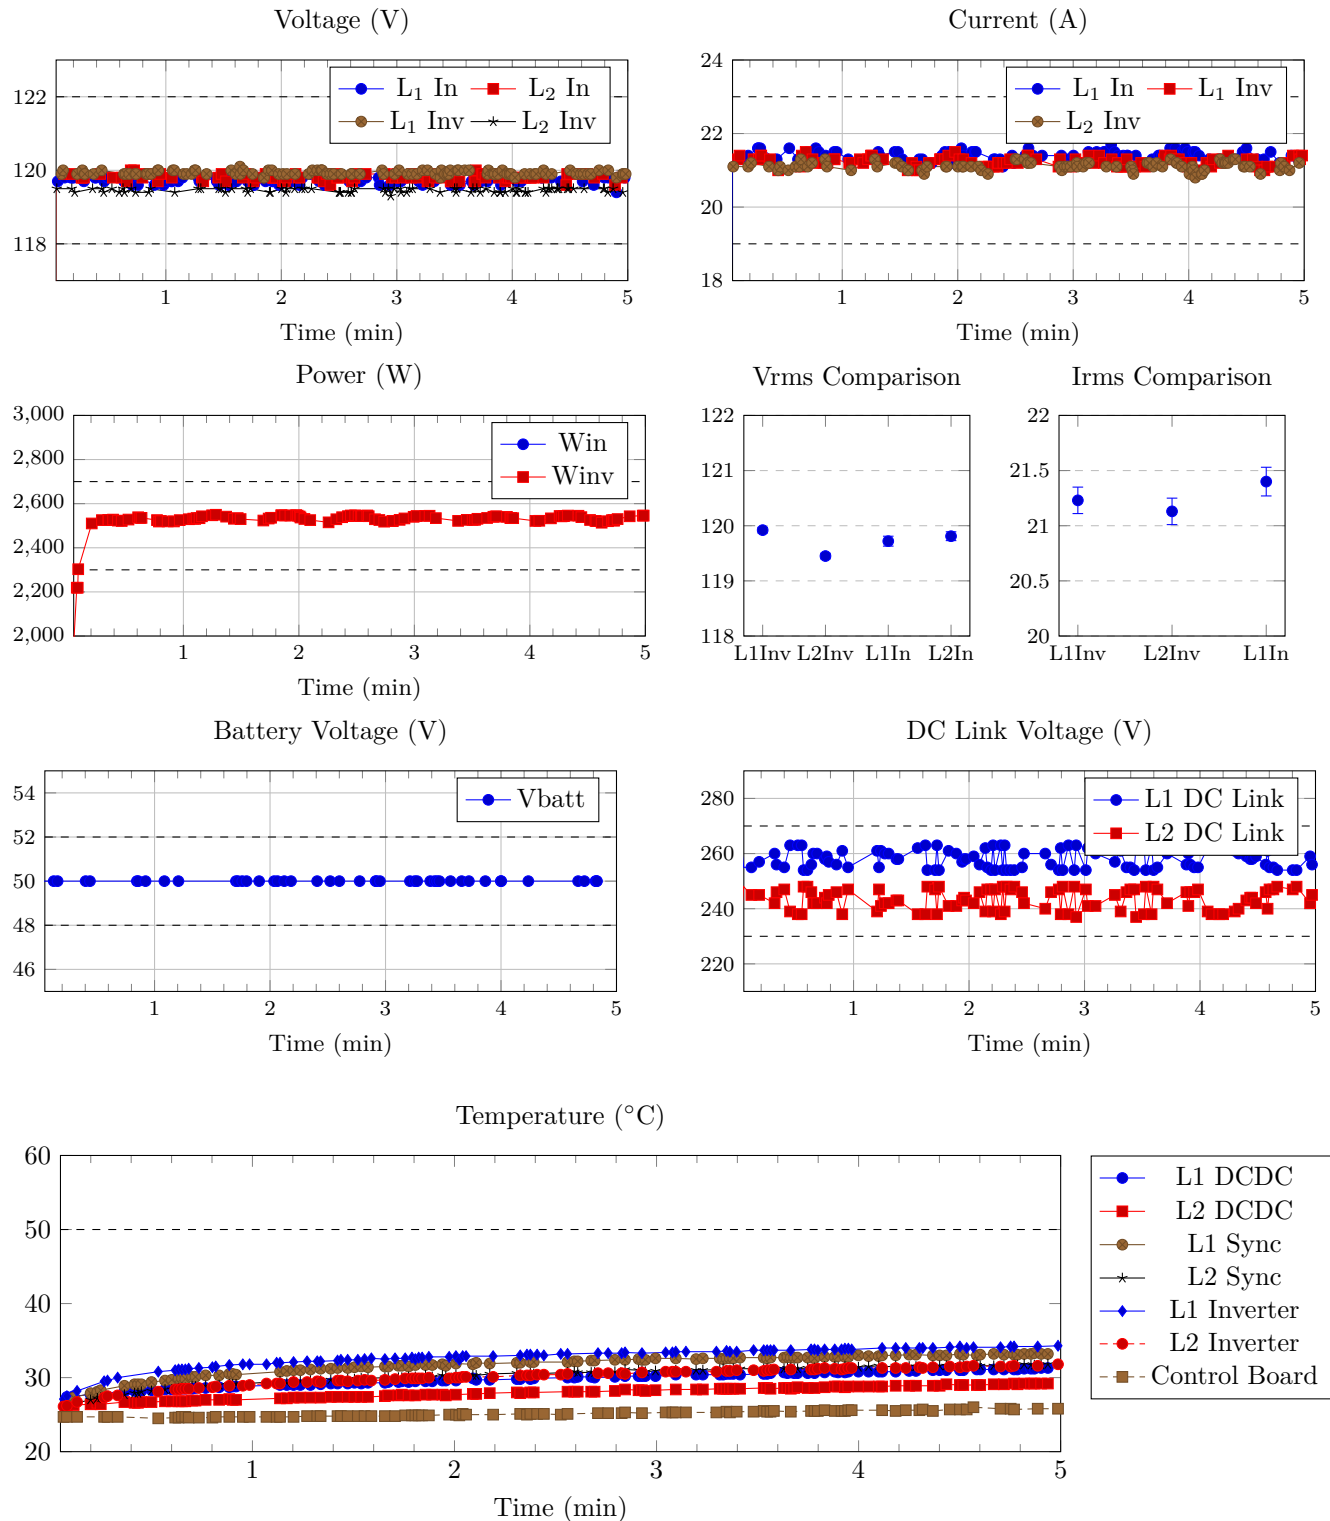 Voltage (V)
L1 In L2 In
L1 Inv L2 Inv
122
120
118
1 2 3 4 5
Time (min)
Current (A)
L1 In L1 Inv
L2 Inv
24
22
20
18
1 2 3 4 5
Time (min)
Power (W)
Win
Winv
3,000
2,800
2,600
2,400
2,200
2,000
1 2 3 4 5
Time (min)
Vrms Comparison
122
121
120
119
118
L1Inv L2Inv L1In L2In
Irms Comparison
22
21.5
21
20.5
20
L1Inv L2Inv L1In
Battery Voltage (V)
Vbatt
54
52
50
48
46
1 2 3 4 5
Time (min)
DC Link Voltage (V)
L1 DC Link
L2 DC Link
280
260
240
220
1 2 3 4 5
Time (min)
Temperature (°C)
60
50
40
30
20
1 2 3 4 5
Time (min)
L1 DCDC
L2 DCDC
L1 Sync
L2 Sync
L1 Inverter
L2 Inverter
Control Board